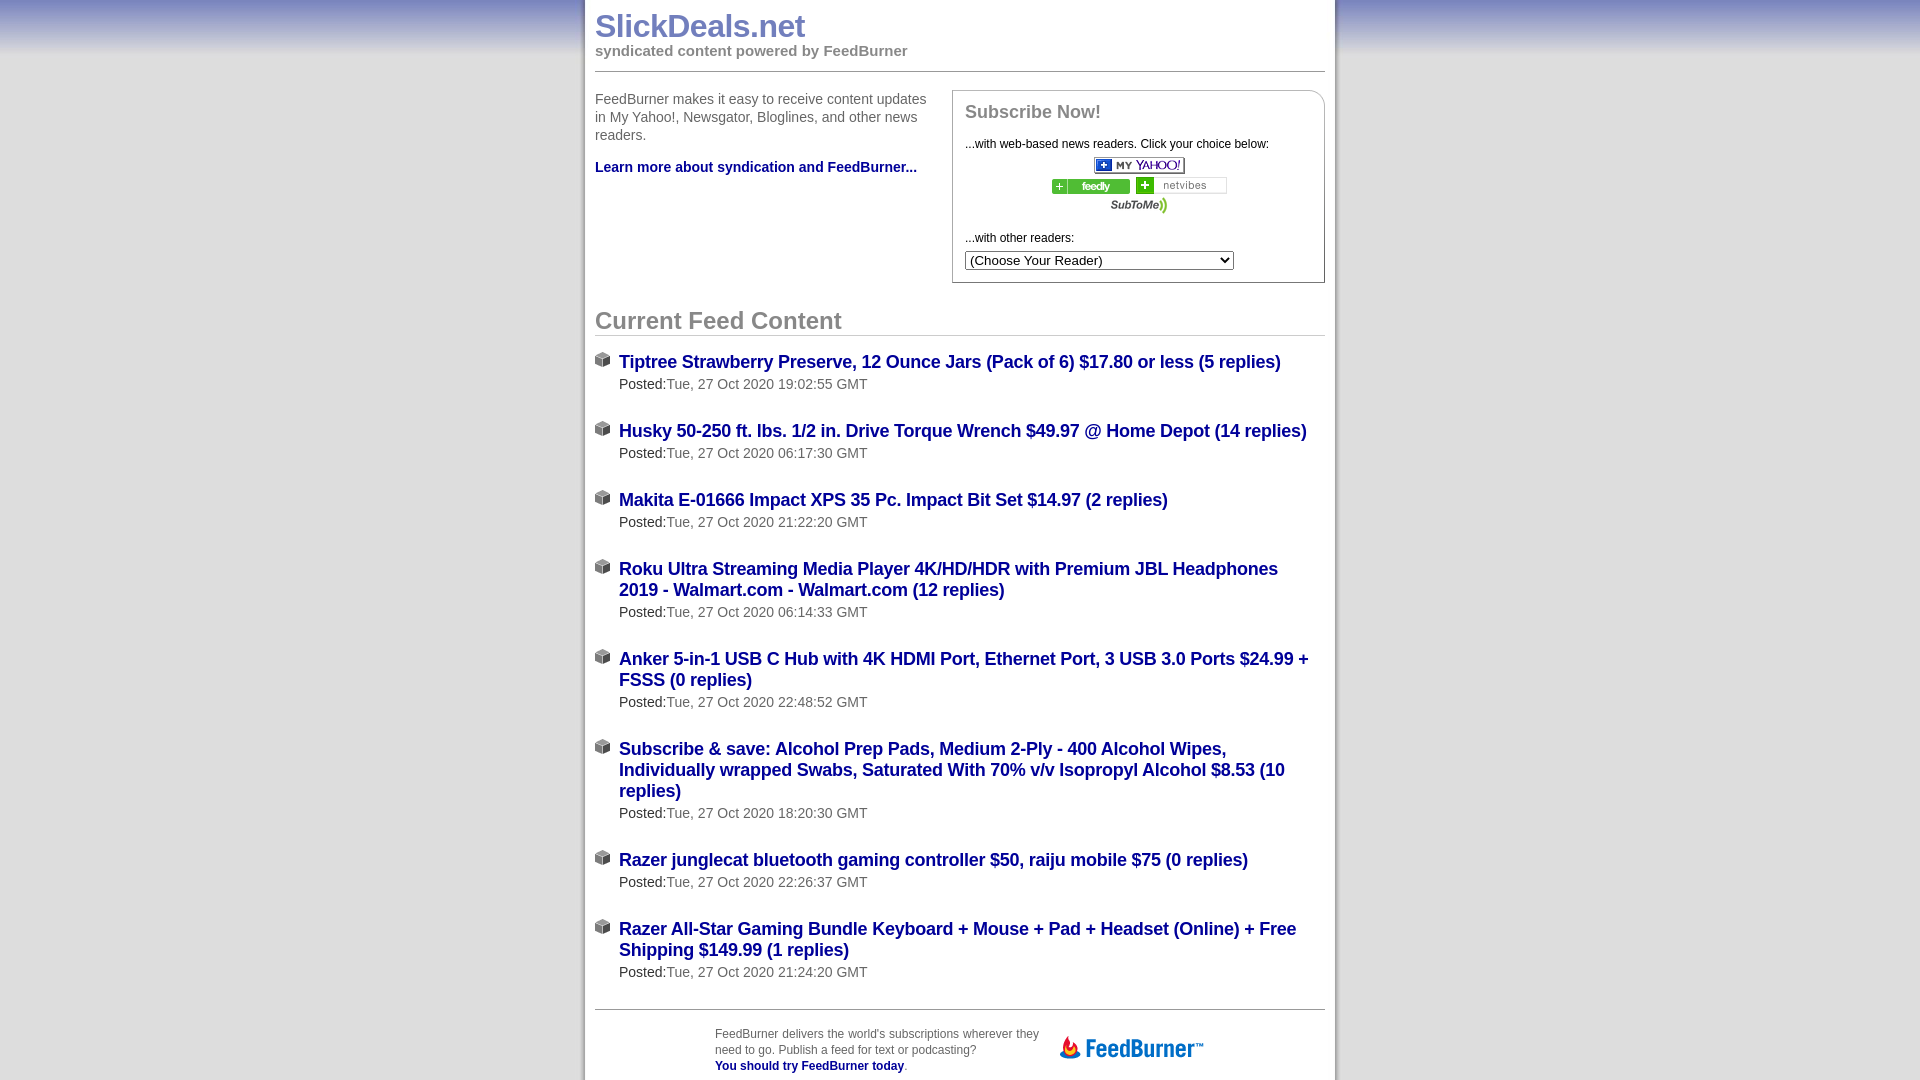 SlickDeals.net
syndicated content powered by FeedBurner
FeedBurner makes it easy to receive content updates
in My Yahoo!, Newsgator, Bloglines, and other news
readers.
Learn more about syndication and FeedBurner...
Subscribe Now!
...with web-based news readers. Click your choice below:
MY YAHOO!
feedly
netvibes
SubToMe
...with other readers:
(Choose Your Reader)
Current Feed Content
Tiptree Strawberry Preserve, 12 Ounce Jars (Pack of 6) $17.80 or less (5 replies)
Posted:Tue, 27 Oct 2020 19:02:55 GMT
Husky 50-250 ft. lbs. 1/2 in. Drive Torque Wrench $49.97 @ Home Depot (14 replies)
Posted:Tue, 27 Oct 2020 06:17:30 GMT
Makita E-01666 Impact XPS 35 Pc. Impact Bit Set $14.97 (2 replies)
Posted:Tue, 27 Oct 2020 21:22:20 GMT
Roku Ultra Streaming Media Player 4K/HD/HDR with Premium JBL Headphones
2019 - Walmart.com - Walmart.com (12 replies)
Posted:Tue, 27 Oct 2020 06:14:33 GMT
Anker 5-in-1 USB C Hub with 4K HDMI Port, Ethernet Port, 3 USB 3.0 Ports $24.99 +
FSSS (0 replies)
Posted:Tue, 27 Oct 2020 22:48:52 GMT
Subscribe & save: Alcohol Prep Pads, Medium 2-Ply - 400 Alcohol Wipes,
Individually wrapped Swabs, Saturated With 70% v/v Isopropyl Alcohol $8.53 (10
replies)
Posted:Tue, 27 Oct 2020 18:20:30 GMT
Razer junglecat bluetooth gaming controller $50, raiju mobile $75 (0 replies)
Posted:Tue, 27 Oct 2020 22:26:37 GMT
Razer All-Star Gaming Bundle Keyboard + Mouse + Pad + Headset (Online) + Free
Shipping $149.99 (1 replies)
Posted:Tue, 27 Oct 2020 21:24:20 GMT
FeedBurner delivers the world's subscriptions wherever they
need to go. Publish a feed for text or podcasting?
You should try FeedBurner today.
FeedBurner™